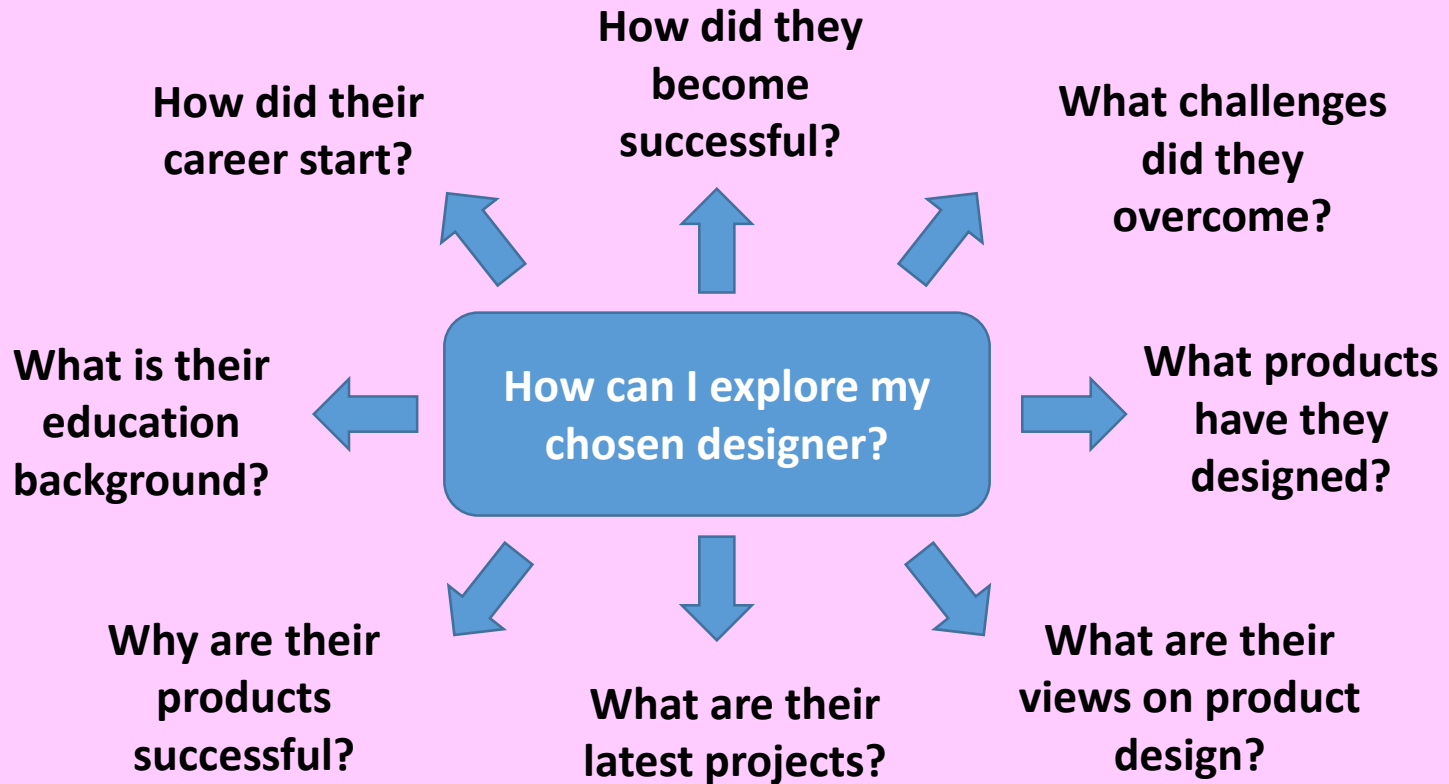 How did they
become
successful?
How did their
career start?
What challenges
did they
overcome?
What is their
education
background?
How can I explore my
chosen designer?
What products
have they
designed?
Why are their
products
successful?
What are their
latest projects?
What are their
views on product
design?